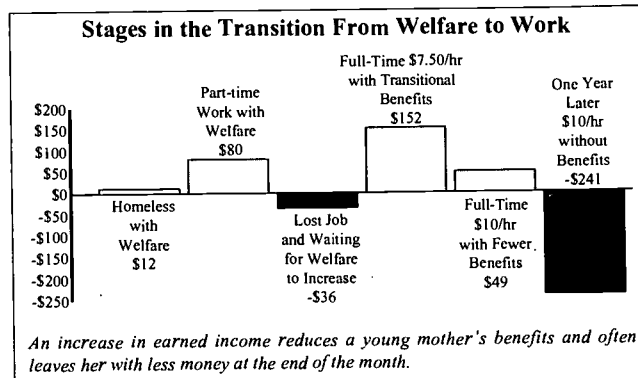 Stages in the Transition From Welfare to Work
Full-Time $7.50/hr
with Transitional
Benefits
$152
One Year
Later
$10/hr
without
Benefits
-$241
Part-time
Work with
Welfare
$80
$200
$150
$100
$50
$0
-$50
-$100
-$150
-$200
-$250
Homeless
with
Welfare
$12
Lost Job
and Waiting
for Welfare
to Increase
-$36
Full-Time
$10/hr
with Fewer
Benefits
$49
An increase in earned income reduces a young mother's benefits and often
leaves her with less money at the end of the month.